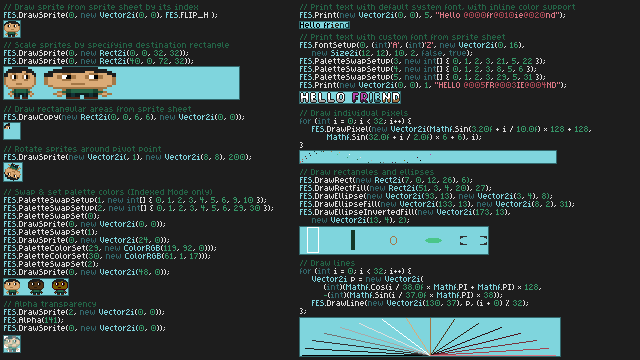 // Draw sprite from sprite sheet by its index
FES.DrawSprite(0, new Vector2i(0, 0), FES.FLIP_H );
// Scale sprites by specifying destination rectangle
FES.DrawSprite(0, new Rect2i(0, 0, 32, 32));
FES.DrawSprite(0, new Rect2i(40, 0, 72, 32));
// Draw rectangular areas from sprite sheet
FES.DrawCopy(new Rect2i(0, 0, 6, 6), new Vector2i(0, 0));
// Rotate sprites around pivot point
FES.DrawSprite(new Vector2i(, 1), new Vector2i(8, 8), 200);
// Swap & set palette colors (Indexed Mode only)
FES.PaletteSwapSetup(1, new int[] { 0, 1, 2, 3, 4, 5, 6, 9, 10 };
FES.PaletteSwapSetup(2, new int[] { 0, 1, 2, 3, 4, 5, 6, 29, 30 };
FES.PaletteSwapSet(0);
FES.DrawSprite(0, new Vector2i(0, 0));
FES.PaletteSwapSet(1);
FES.DrawSprite(0, new Vector2i(24, 0));
FES.PaletteColorSet(29, new ColorRGB(119, 92, 0)));
FES.PaletteColorSet(30, new ColorRGB(61, 1, 17)));
FES.PaletteSwapSet(2);
FES.DrawSprite(0, new Vector2i(48, 0));
// Alpha transparency
FES.DrawSprite(2, new Vector2i(0, 0));
FES.Alpha(141);
FES.DrawSprite(0, new Vector2i(0, 0));
// Print text with default system font, with inline color support
FES.Print(new Vector2i(0, 0), 5, "Hello @000fr@010ie@020nd");
Hello friend
// Print text with custom font from sprite sheet
FES.FontSetup(0, (int)'A', (int)'Z', new Vector2i(0, 16),
new Size2i(12, 12), 10, 2, false, true);
FES.PaletteSwapSetup(3, new int[] { 0, 1, 2, 3, 21, 5, 22 });
FES.PaletteSwapSetup(4, new int[] { 0, 1, 2, 3, 8, 5, 6 });
FES.PaletteSwapSetup(5, new int[] { 0, 1, 2, 3, 29, 5, 31 });
FES.Print(0, new Vector2i(0, 0), 1, "HELLO @005FR@003IE@004ND");
HELLO FRIEND
// Draw individual pixels
for (int i = 0; i < 32; i++) {
FES.DrawPixel(new Vector2i(Mathf.Sin(3.20f + i / 10.0f) * 128 + 128,
Mathf.Sin(32.0f + i / 2.0f) * 6 + 6), i);
}
// Draw rectangles and ellipses
FES.DrawRect(new Rect2i(7, 0, 12, 26), 6);
FES.DrawRectFill(new Rect2i(51, 3, 4, 20), 27);
FES.DrawEllipse(new Vector2i(93, 13), new Vector2i(3, 4), 8);
FES.DrawEllipseFill(new Vector2i(133, 13), new Vector2i(8, 2), 31);
FES.DrawEllipseInvertedFill(new Vector2i(173, 13),
new Vector2i(13, 4), 2);
// Draw lines
for (int i = 0; i < 32; i++) {
Vector2i p = new Vector2i(
(int)(Mathf.Cos(i / 38.0f * Mathf.PI + Mathf.PI) * 128,
-(int)(Mathf.Sin(i / 37.0f * Mathf.PI) * 38));
FES.DrawLine(new Vector2i(130, 37), p, (i + 0) % 32);
};